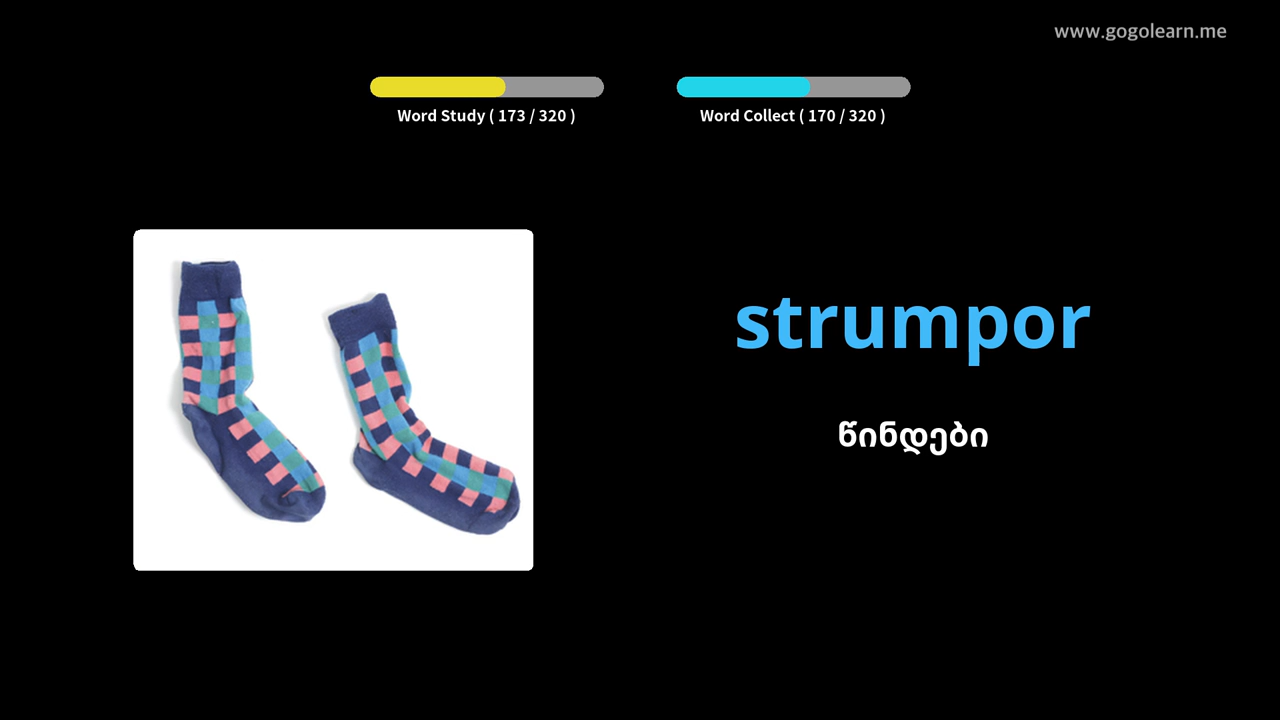 www.gogolearn.me
Word Study ( 173 / 320 )
Word Collect ( 170 / 320 )
strumpor
წინდები